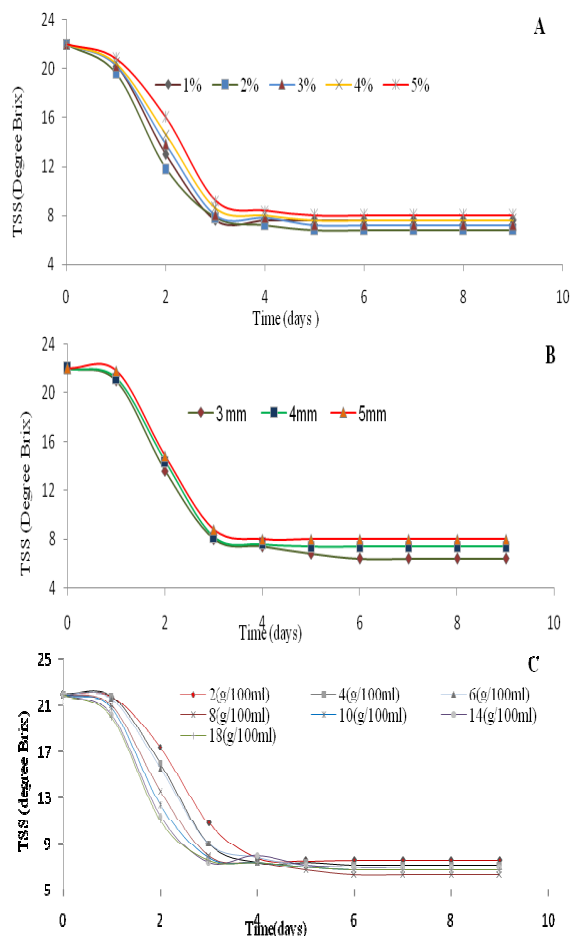 A
24
20
16
12
8
4
TSS(Degree Brix)
1% 2% 3% 4% 5%
0 2 4 6 8 10
Time (days )
B
24
20
16
12
8
4
TSS (Degree Brix)
3 mm 4mm 5mm
0 2 4 6 8 10
Time (days)
C
25
21
17
13
9
5
TSS (degree Brix)
2(g/100ml) 4(g/100ml) 6(g/100ml)
8(g/100ml) 10(g/100ml) 14(g/100ml)
18(g/100ml)
0 2 4 6 8 10
Time(days)